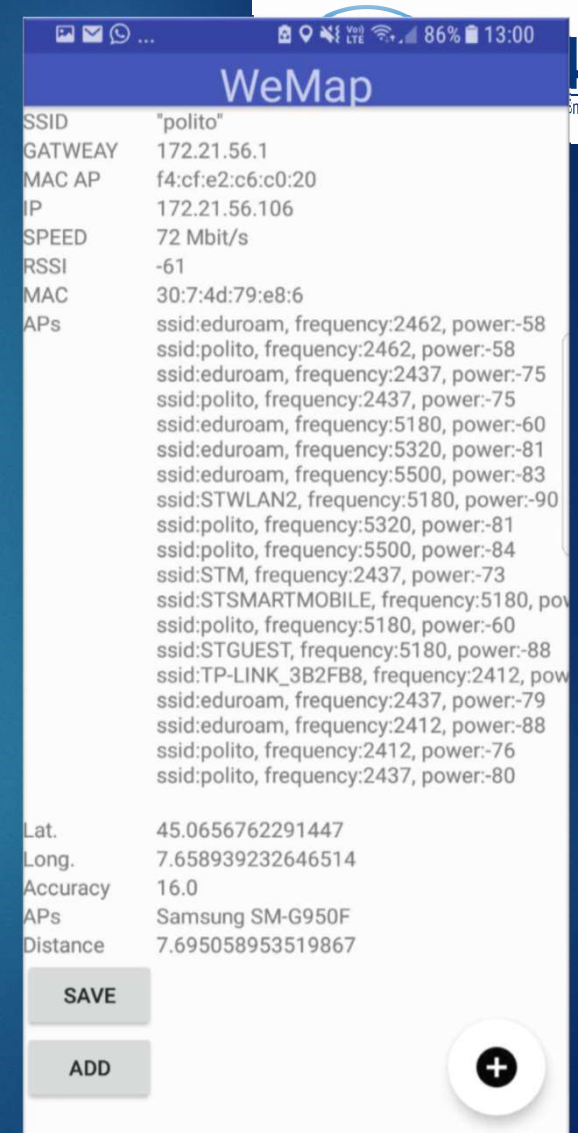 ... Vo)) LTE 86% 13:00
WeMap
SSID "polito"
GATWEAY 172.21.56.1
MAC AP f4:cf:e2:c6:c0:20
IP 172.21.56.106
SPEED 72 Mbit/s
RSSI -61
MAC 30:7:4d:79:e8:6
APs ssid:eduroam, frequency:2462, power:-58
ssid:polito, frequency:2462, power:-58
ssid:eduroam, frequency:2437, power:-75
ssid:polito, frequency:2437, power:-75
ssid:eduroam, frequency:5180, power:-60
ssid:eduroam, frequency:5320, power:-81
ssid:eduroam, frequency:5500, power:-83
ssid:STWLAN2, frequency:5180, power:-90
ssid:polito, frequency:5320, power:-81
ssid:polito, frequency:5500, power:-84
ssid:STM, frequency:2437, power:-73
ssid:STSMARTMOBILE, frequency:5180, pow
ssid:polito, frequency:5180, power:-60
ssid:STGUEST, frequency:5180, power:-88
ssid:TP-LINK_3B2FB8, frequency:2412, pow
ssid:eduroam, frequency:2437, power:-79
ssid:eduroam, frequency:2412, power:-88
ssid:polito, frequency:2412, power:-76
ssid:polito, frequency:2437, power:-80
Lat. 45.0656762291447
Long. 7.658939232646514
Accuracy 16.0
APs Samsung SM-G950F
Distance 7.695058953519867
SAVE
ADD